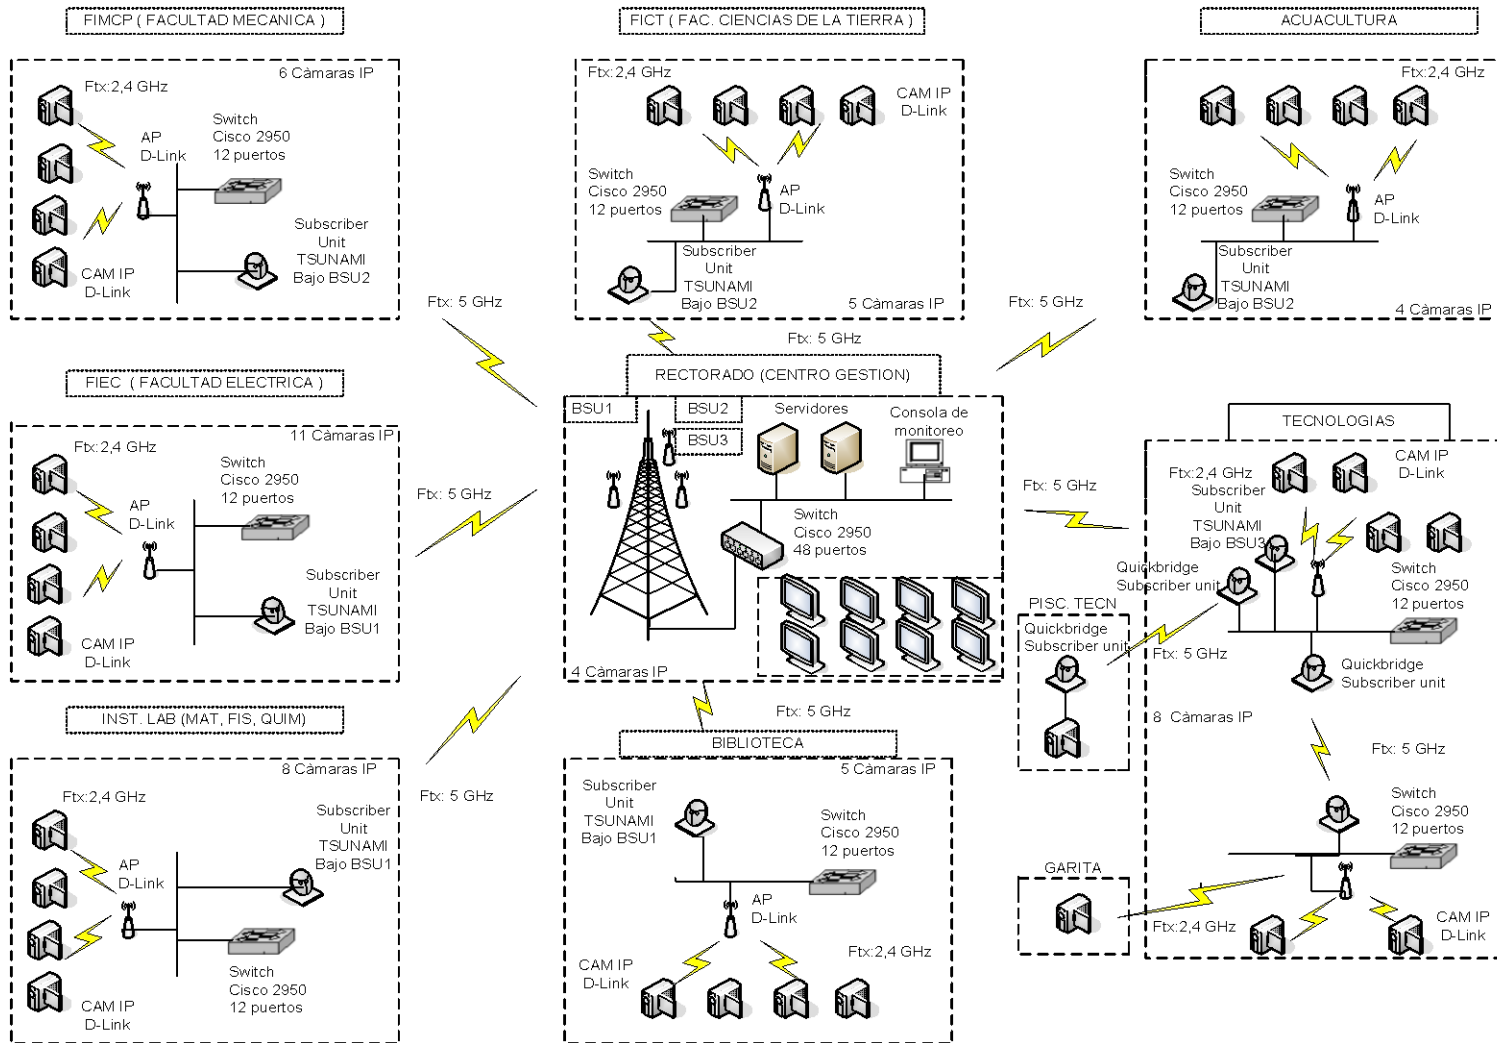 FIMCP ( FACULTAD MECANICA )
6 Càmaras IP
Ftx:2,4 GHz
AP
D-Link
Switch
Cisco 2950
12 puertos
Subscriber
Unit
TSUNAMI
Bajo BSU2
CAM IP
D-Link
FICT ( FAC. CIENCIAS DE LA TIERRA )
Ftx:2,4 GHz
CAM IP
D-Link
Switch
Cisco 2950
12 puertos
AP
D-Link
Subscriber
Unit
TSUNAMI
Bajo BSU2
5 Càmaras IP
ACUACULTURA
Ftx:2,4 GHz
Switch
Cisco 2950
12 puertos
AP
D-Link
Subscriber
Unit
TSUNAMI
Bajo BSU2
4 Càmaras IP
Ftx: 5 GHz
Ftx: 5 GHz
Ftx: 5 GHz
FIEC ( FACULTAD ELECTRICA )
11 Càmaras IP
Ftx:2,4 GHz
AP
D-Link
Switch
Cisco 2950
12 puertos
Subscriber
Unit
TSUNAMI
Bajo BSU1
CAM IP
D-Link
Ftx: 5 GHz
RECTORADO (CENTRO GESTION)
BSU1
BSU2
BSU3
Servidores
Consola de
monitoreo
Switch
Cisco 2950
48 puertos
4 Càmaras IP
Ftx: 5 GHz
TECNOLOGIAS
CAM IP
D-Link
Ftx:2,4 GHz
Subscriber
Unit
TSUNAMI
Bajo BSU3
Quickbridge
Subscriber unit
Switch
Cisco 2950
12 puertos
PISC. TECN
Quickbridge
Subscriber unit
Ftx: 5 GHz
Quickbridge
Subscriber unit
8 Càmaras IP
Ftx: 5 GHz
Switch
Cisco 2950
12 puertos
GARITA
Ftx:2,4 GHz
CAM IP
D-Link
INST. LAB (MAT, FIS, QUIM)
8 Càmaras IP
Ftx:2,4 GHz
Subscriber
Unit
TSUNAMI
Bajo BSU1
AP
D-Link
Switch
Cisco 2950
12 puertos
CAM IP
D-Link
Ftx: 5 GHz
Ftx: 5 GHz
BIBLIOTECA
5 Càmaras IP
Subscriber
Unit
TSUNAMI
Bajo BSU1
Switch
Cisco 2950
12 puertos
AP
D-Link
Ftx:2,4 GHz
CAM IP
D-Link